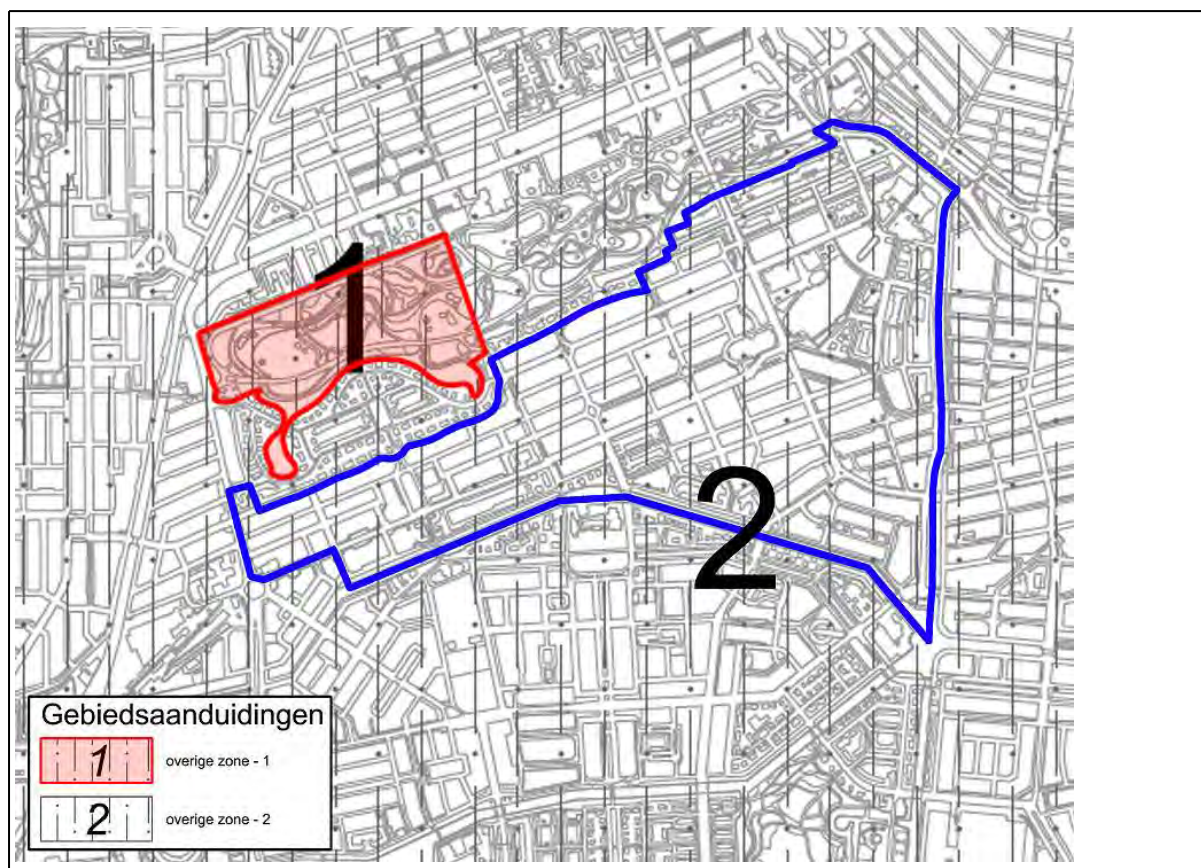 1
2
Gebiedsaanduidingen
1 overige zone - 1
2 overige zone - 2